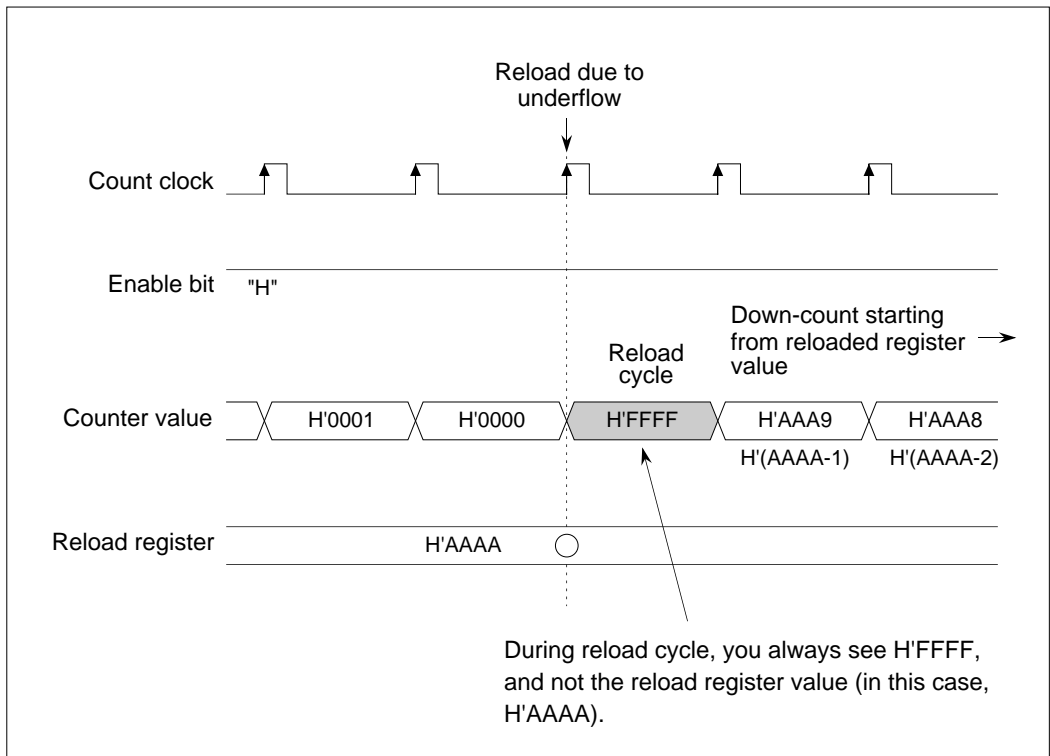 Reload due to
underflow
Count clock
Enable bit
"H"
Down-count starting
from reloaded register
value
Reload
cycle
Counter value
H'0001
H'0000
H'FFFF
H'AAA9
H'AAA8
H'(AAAA-1)
H'(AAAA-2)
Reload register
H'AAAA
During reload cycle, you always see H'FFFF,
and not the reload register value (in this case,
H'AAAA).